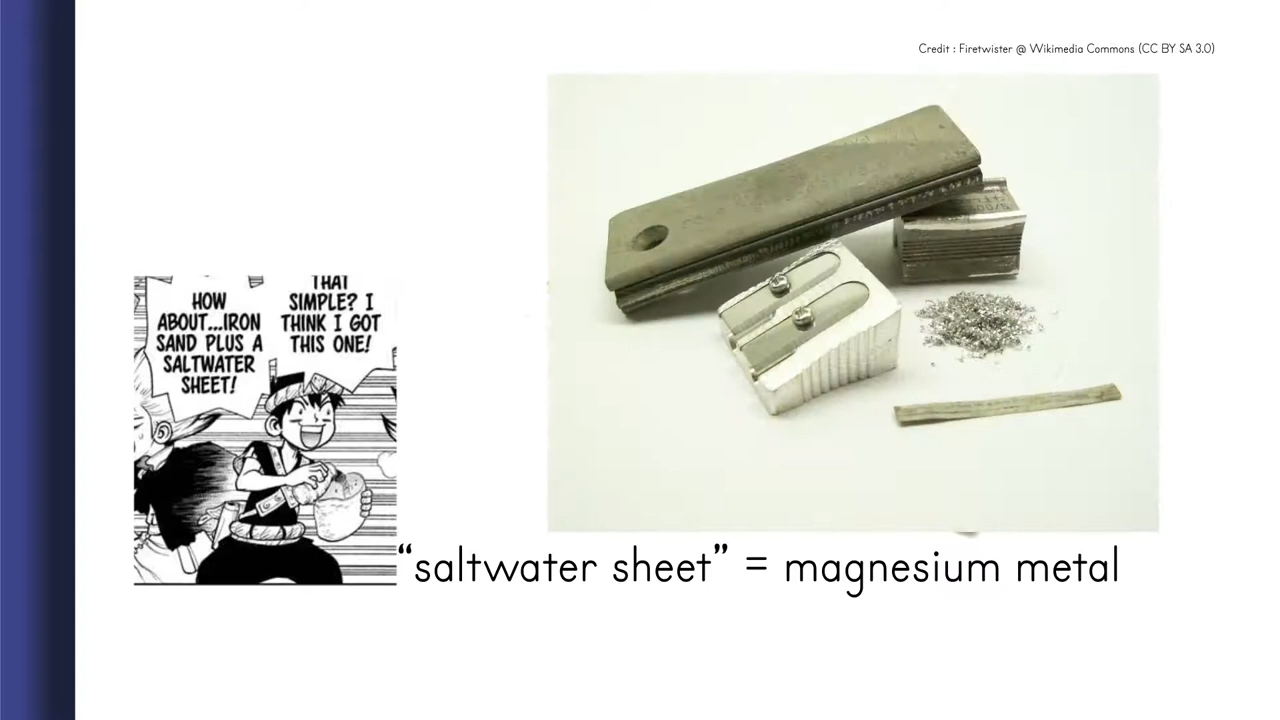 Credit : Firetwister @ Wikimedia Commons (CC BY SA 3.0)
HOW
ABOUT...IRON
SAND PLUS A
SALTWATER
SHEET!
THAT
SIMPLE? I
THINK I GOT
THIS ONE!
“saltwater sheet” = magnesium metal